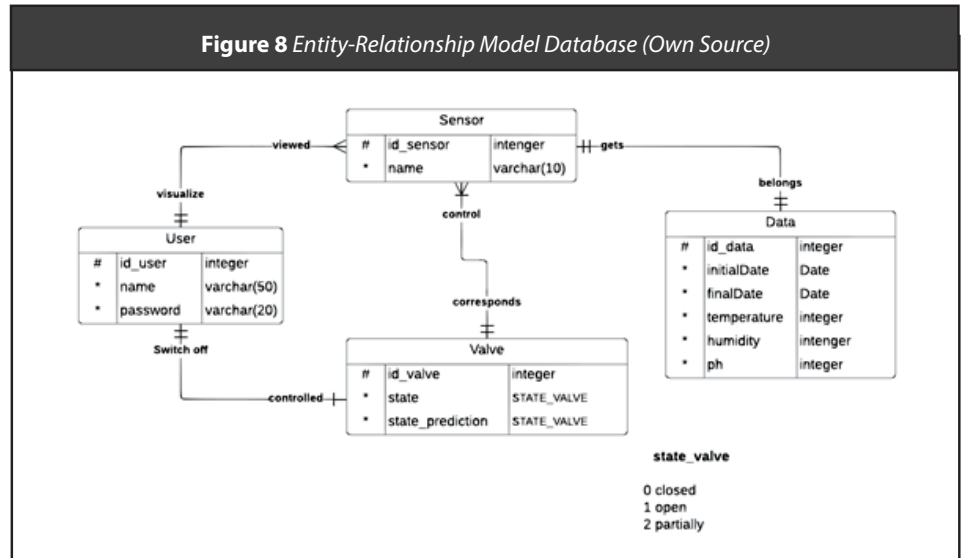 Figure 8 Entity-Relationship Model Database (Own Source)
Sensor
# id_sensor intenger
* name varchar(10)
viewed
gets
visualize
control
belongs
User
# id_user integer
* name varchar(50)
* password varchar(20)
Data
# id_data integer
* initialDate Date
* finalDate Date
* temperature integer
* humidity intenger
* ph integer
corresponds
Switch off
controlled
Valve
# id_valve integer
* state STATE_VALVE
* state_prediction STATE_VALVE
state_valve
0 closed
1 open
2 partially